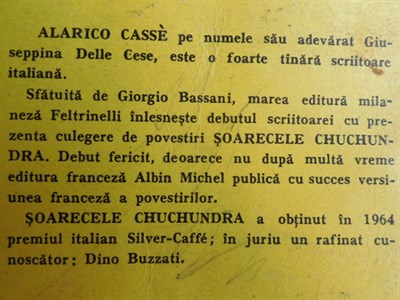 ALARICO CASSÈ pe numele său adevărat Giu-
seppina Delle Cese, este o foarte tînără scriitoare
italiană.
Sfătuită de Giorgio Bassani, marea editură mila-
neză Feltrinelli înlesnește debutul scriitoarei cu pre-
zenta culegere de povestiri ȘOARECELE CHUCHUN-
DRA. Debut fericit, deoarece nu după multă vreme
editura franceză Albin Michel publică cu succes versi-
unea franceză a povestirilor.
ȘOARECELE CHUCHUNDRA a obținut în 1964
premiul italian Silver-Caffé; în juriu un rafinat cu-
noscător: Dino Buzzati.